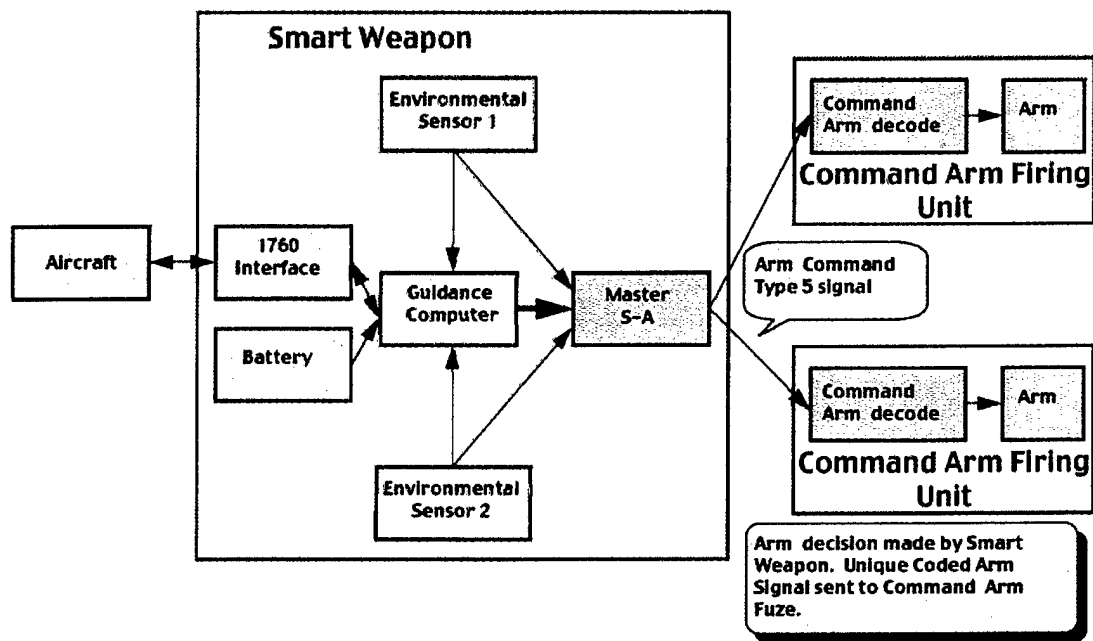 Smart Weapon
Environmental
Sensor 1
Command
Arm decode
Arm
Command Arm Firing
Unit
Aircraft
1760
Interface
Guidance
Computer
Master
S-A
Arm Command
Type 5 signal
Battery
Command
Arm decode
Arm
Command Arm Firing
Unit
Environmental
Sensor 2
Arm decision made by Smart
Weapon. Unique Coded Arm
Signal sent to Command Arm
Fuze.